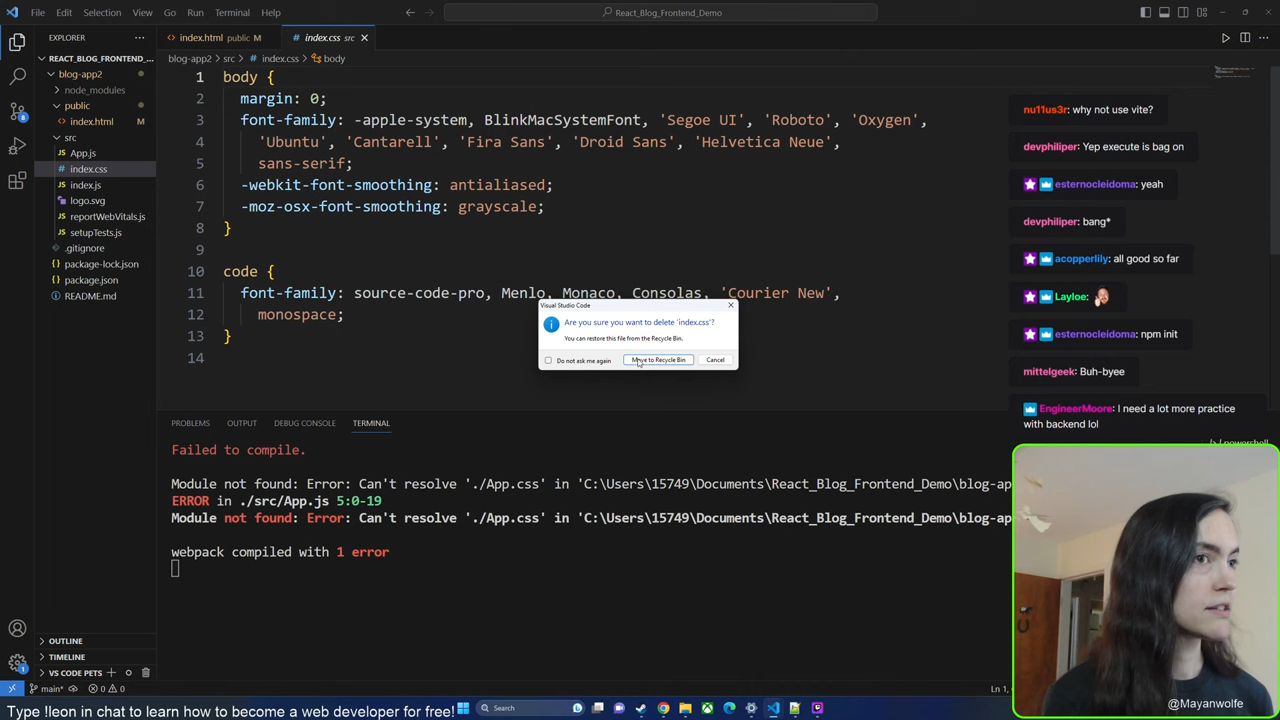 File Edit Selection View Go Run Terminal Help
React_Blog_Frontend_Demo
EXPLORER
REACT_BLOG_FRONTEND_...
blog-app2
node_modules
public
index.html M
src
App.js
index.css
index.js
logo.svg
reportWebVitals.js
setupTests.js
.gitignore
package-lock.json
package.json
README.md
OUTLINE
TIMELINE
VS CODE PETS
index.html public M
index.css src
blog-app2 > src > index.css > body
1 body {
2 margin: 0;
3 font-family: -apple-system, BlinkMacSystemFont, 'Segoe UI', 'Roboto', 'Oxygen',
4 'Ubuntu', 'Cantarell', 'Fira Sans', 'Droid Sans', 'Helvetica Neue',
5 sans-serif;
6 -webkit-font-smoothing: antialiased;
7 -moz-osx-font-smoothing: grayscale;
8 }
9
10 code {
11 font-family: source-code-pro, Menlo, Monaco, Consolas, 'Courier New',
12 monospace;
13 }
14
Visual Studio Code
Are you sure you want to delete 'index.css'?
You can restore this file from the Recycle Bin.
Do not ask me again
Move to Recycle Bin
Cancel
PROBLEMS OUTPUT DEBUG CONSOLE TERMINAL
Failed to compile.
Module not found: Error: Can't resolve './App.css' in 'C:\Users\15749\Documents\React_Blog_Frontend_Demo\blog-ap
ERROR in ./src/App.js 5:0-19
Module not found: Error: Can't resolve './App.css' in 'C:\Users\15749\Documents\React_Blog_Frontend_Demo\blog-ap
webpack compiled with 1 error
nu11us3r: why not use vite?
devphiliper: Yep execute is bag on
esternocleidoma: yeah
devphiliper: bang*
acopperlily: all good so far
Layloe:
esternocleidoma: npm init
mittelgeek: Buh-byee
EngineerMoore: I need a lot more practice
with backend lol
@Mayanwolfe
8
1
main*
0 0
Ln 1,
Type !leon in chat to learn how to become a web developer for free!
Search